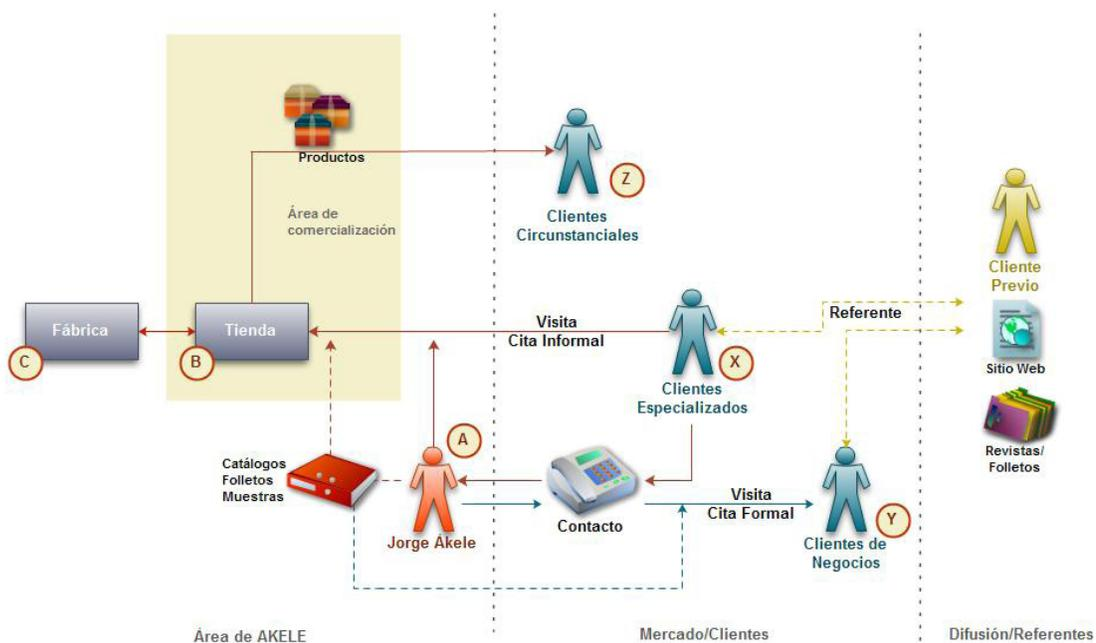 Productos
Z
Área de
comercialización
Clientes
Circunstanciales
Cliente
Previo
Fábrica
Tienda
Visita
Cita Informal
Referente
C
B
X
Sitio Web
Clientes
Especializados
A
Catálogos
Folletos
Muestras
Revistas/
Folletos
Visita
Cita Formal
Contacto
Y
Jorge Akele
Clientes de
Negocios
Área de AKELE
Mercado/Clientes
Difusión/Referentes